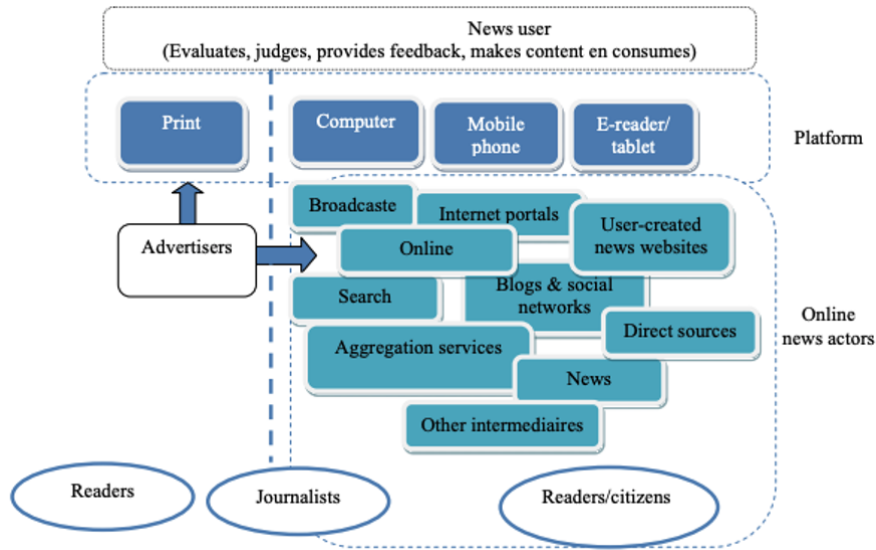 News user
(Evaluates, judges, provides feedback, makes content en consumes)
Print
Computer
Mobile
phone
E-reader/
tablet
Platform
Broadcaste
Internet portals
User-created
news websites
Advertisers
Online
Search
Blogs & social
networks
Direct sources
Online
news actors
Aggregation services
News
Other intermediaires
Readers
Journalists
Readers/citizens